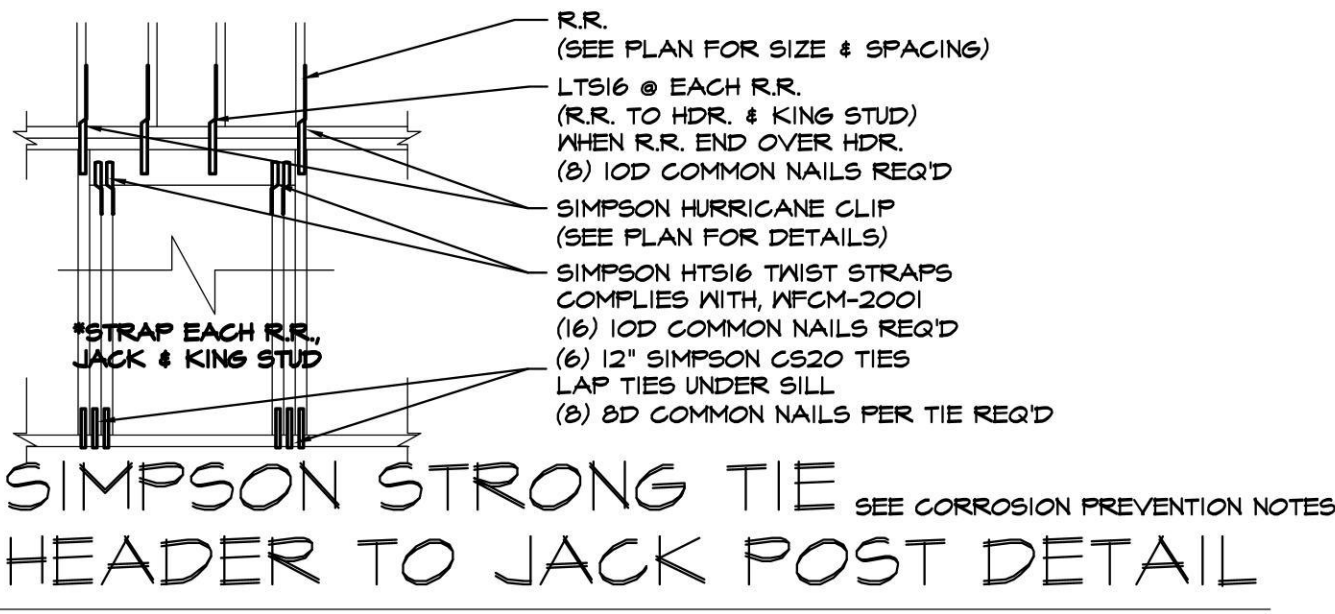 R.R.
(SEE PLAN FOR SIZE & SPACING)
LTS16 @ EACH R.R.
(R.R. TO HDR. & KING STUD)
WHEN R.R. END OVER HDR.
(8) 10D COMMON NAILS REQ'D
SIMPSON HURRICANE CLIP
(SEE PLAN FOR DETAILS)
SIMPSON HTS16 TWIST STRAPS
COMPLIES WITH, WFCM-2001
(16) 10D COMMON NAILS REQ'D
(6) 12" SIMPSON CS20 TIES
LAP TIES UNDER SILL
(8) 8D COMMON NAILS PER TIE REQ'D
*STRAP EACH R.R.,
JACK & KING STUD
SIMPSON STRONG TIE
SEE CORROSION PREVENTION NOTES
HEADER TO JACK POST DETAIL